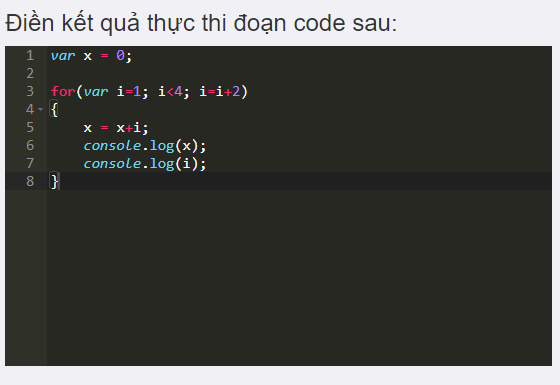 Điền kết quả thực thi đoạn code sau:
1 var x = 0;
2
3 for(var i=1; i<4; i=i+2)
4 {
5 x = x+i;
6 console.log(x);
7 console.log(i);
8 }